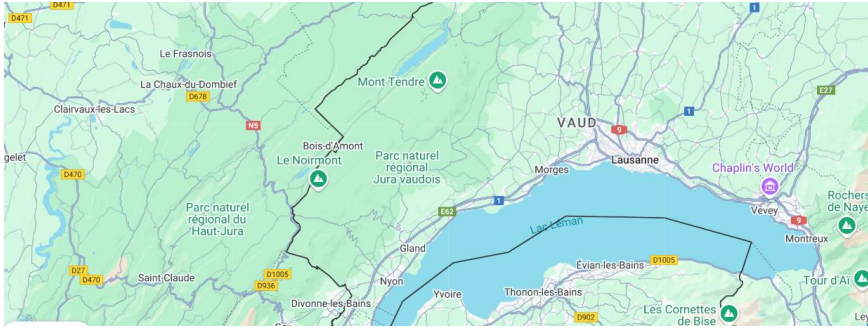 D471
D471
1
Le Frasnois
Mont Tendre
La Chaux-du-Dombief
D678
E27
Clairvaux-les-Lacs
1
N5
VAUD
9
Bois-d'Amont
Le Noirmont
Parc naturel
régional
Jura vaudois
Lausanne
Morges
Chaplin's World
gelet
D470
Rochers
de Naye
1
E62
Vevey
9
Parc naturel
régional du
Haut-Jura
Lac Léman
Montreux
Gland
D27
D470
Saint-Claude
D1005
D936
Nyon
Évian-les-Bains
D1005
Tour d'Aï
Yvoire
Thonon-les-Bains
Divonne-les-Bains
D902
Les Cornettes
de Bise
Ley